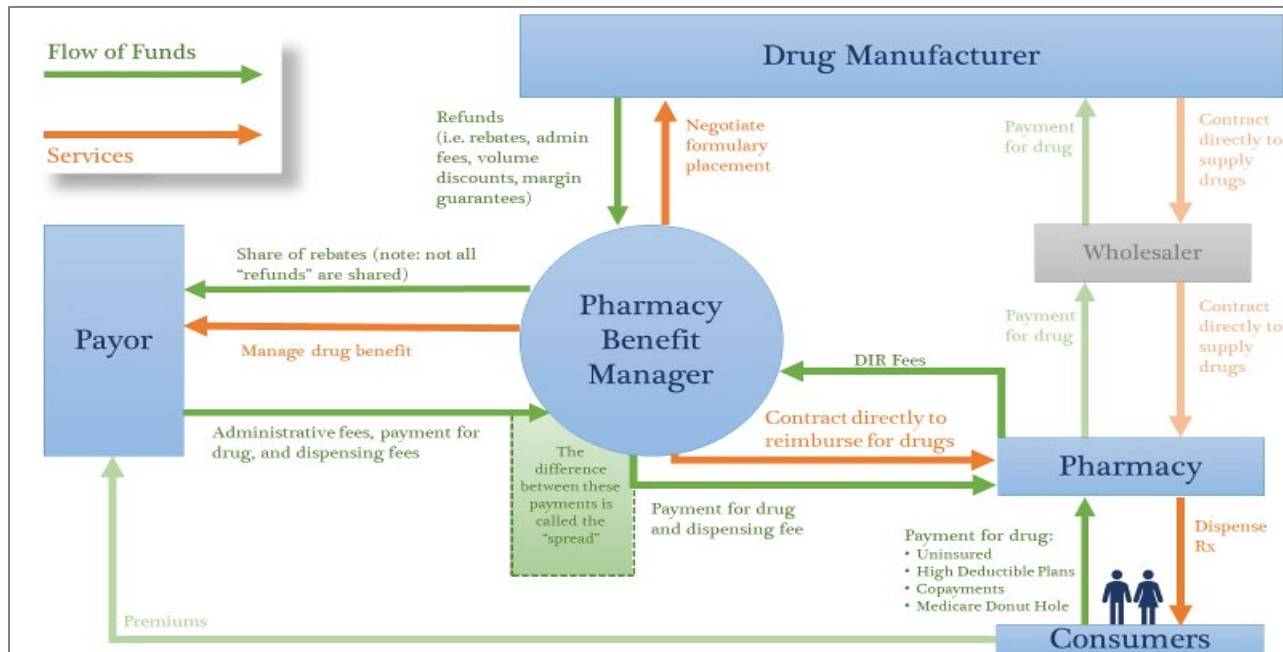 Flow of Funds
Services
Drug Manufacturer
Refunds
(i.e. rebates, admin
fees, volume
discounts, margin
guarantees)
Negotiate
formulary
placement
Payment
for drug
Contract
directly to
supply
drugs
Wholesaler
Share of rebates (note: not all
“refunds” are shared)
Payor
Manage drug benefit
Pharmacy
Benefit
Manager
Payment
for drug
Contract
directly to
supply
drugs
DIR Fees
Administrative fees, payment for
drug, and dispensing fees
Contract directly to
reimburse for drugs
The
difference
between these
payments is
called the
“spread”
Payment for drug
and dispensing fee
Pharmacy
Payment for drug:
• Uninsured
• High Deductible Plans
• Copayments
• Medicare Donut Hole
Dispense
Rx
Premiums
Consumers